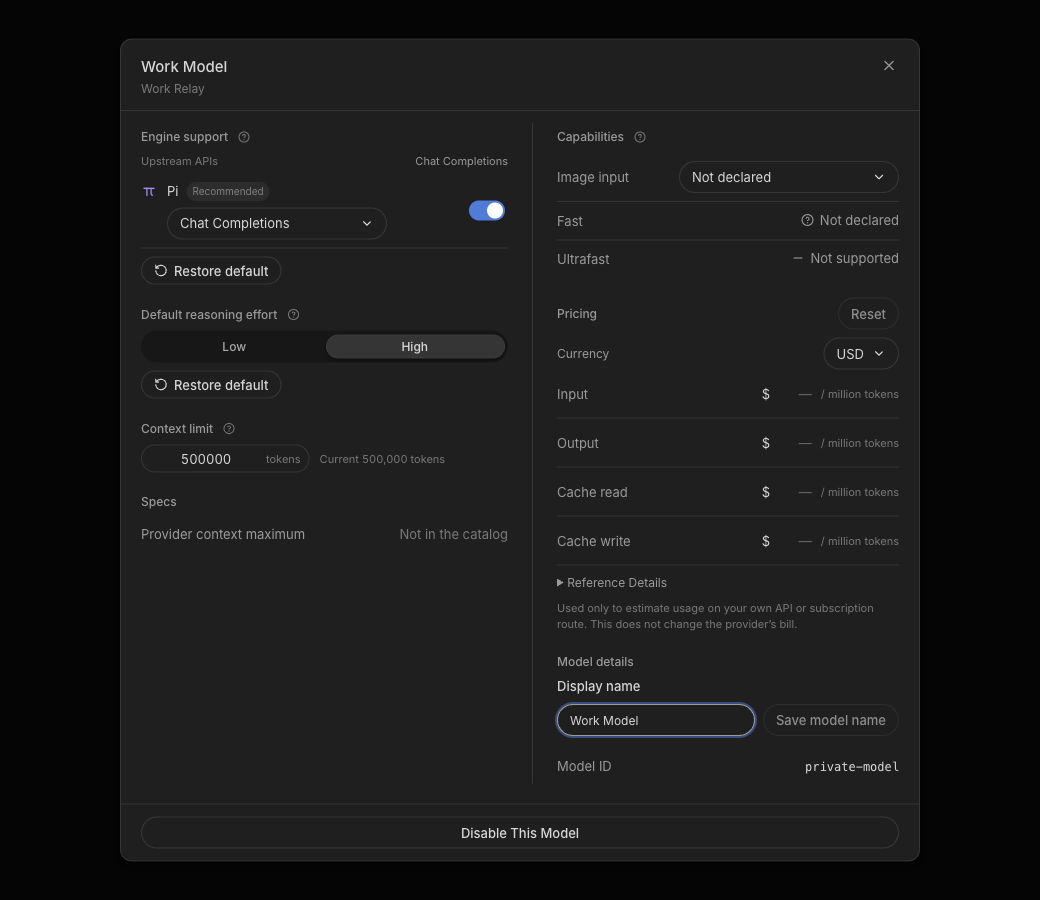 Work Model
Work Relay
Engine support
Upstream APIs Chat Completions
Pi Recommended
Chat Completions
Restore default
Default reasoning effort
Low High
Restore default
Context limit
500000 tokens Current 500,000 tokens
Specs
Provider context maximum Not in the catalog
Capabilities
Image input Not declared
Fast Not declared
Ultrafast Not supported
Pricing Reset
Currency USD
Input $ — / million tokens
Output $ — / million tokens
Cache read $ — / million tokens
Cache write $ — / million tokens
Reference Details
Used only to estimate usage on your own API or subscription
route. This does not change the provider’s bill.
Model details
Display name
Work Model Save model name
Model ID private-model
Disable This Model